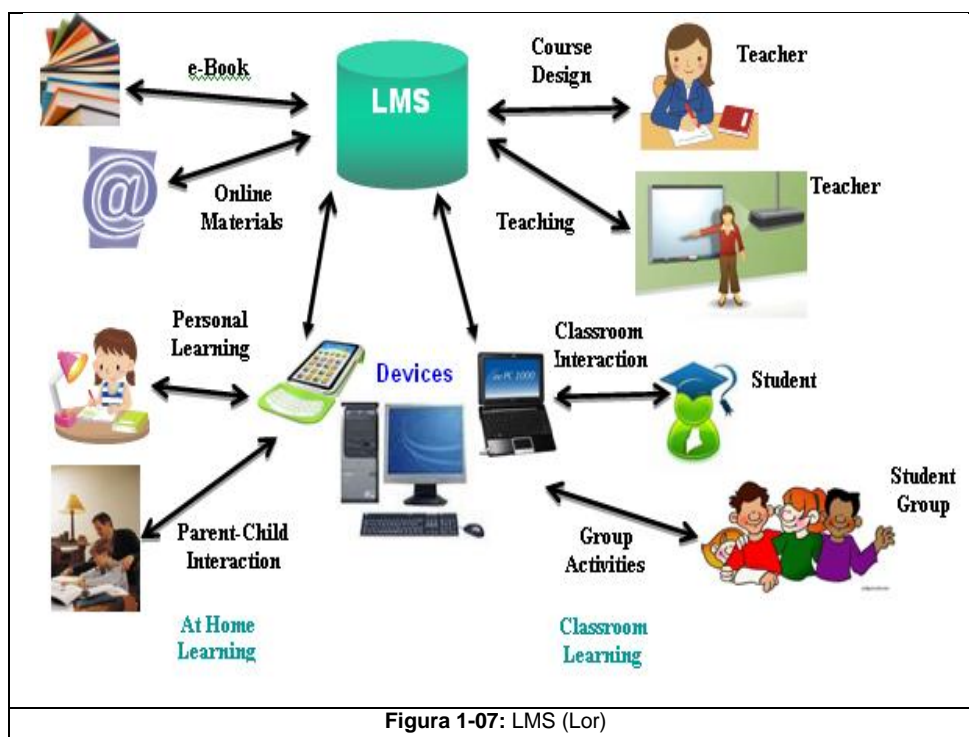 e-Book
LMS
Course
Design
Teacher
Online
Materials
Teaching
Teacher
Personal
Learning
Devices
Classroom
Interaction
Student
Parent-Child
Interaction
Group
Activities
Student
Group
At Home
Learning
Classroom
Learning
Figura 1-07: LMS (Lor)